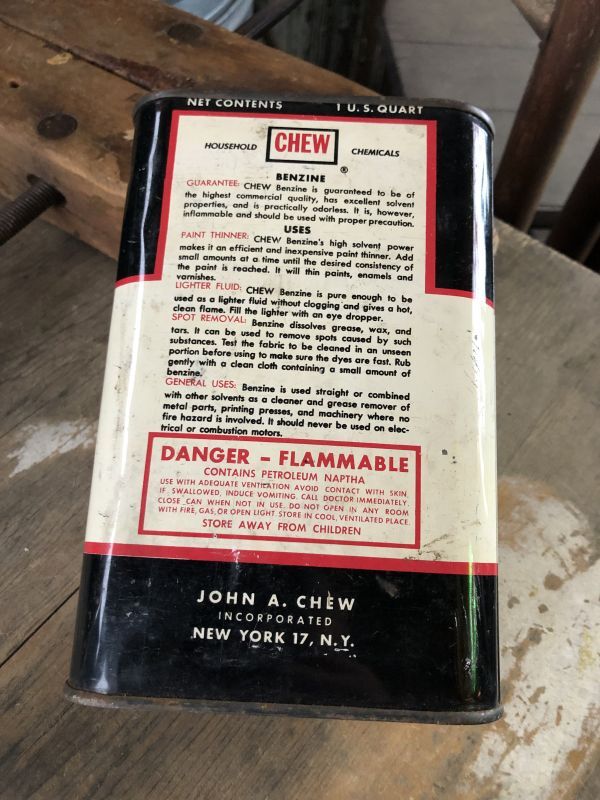 NET CONTENTS 1 U.S. QUART
HOUSEHOLD CHEW CHEMICALS
®
BENZINE
GUARANTEE: CHEW Benzine is guaranteed to be of
the highest commercial quality, has excellent solvent
properties, and is practically odorless. It is, however,
inflammable and should be used with proper precaution.
USES
PAINT THINNER: CHEW Benzine's high solvent power
makes it an efficient and inexpensive paint thinner. Add
small amounts at a time until the desired consistency of
the paint is reached. It will thin paints, enamels and
varnishes.
LIGHTER FLUID: CHEW Benzine is pure enough to be
used as a lighter fluid without clogging and gives a hot,
clean flame. Fill the lighter with an eye dropper.
SPOT REMOVAL: Benzine dissolves grease, wax, and
tars. It can be used to remove spots caused by such
substances. Test the fabric to be cleaned in an unseen
portion before using to make sure the dyes are fast. Rub
gently with a clean cloth containing a small amount of
benzine.
GENERAL USES: Benzine is used straight or combined
with other solvents as a cleaner and grease remover of
metal parts, printing presses, and machinery where no
fire hazard is involved. It should never be used on elec-
trical or combustion motors.
DANGER - FLAMMABLE
CONTAINS PETROLEUM NAPTHA
USE WITH ADEQUATE VENTILATION AVOID CONTACT WITH SKIN.
IF SWALLOWED, INDUCE VOMITING. CALL DOCTOR IMMEDIATELY.
CLOSE CAN WHEN NOT IN USE. DO NOT OPEN IN ANY ROOM
WITH FIRE, GAS, OR OPEN LIGHT STORE IN COOL, VENTILATED PLACE.
STORE AWAY FROM CHILDREN
JOHN A. CHEW
INCORPORATED
NEW YORK 17, N.Y.